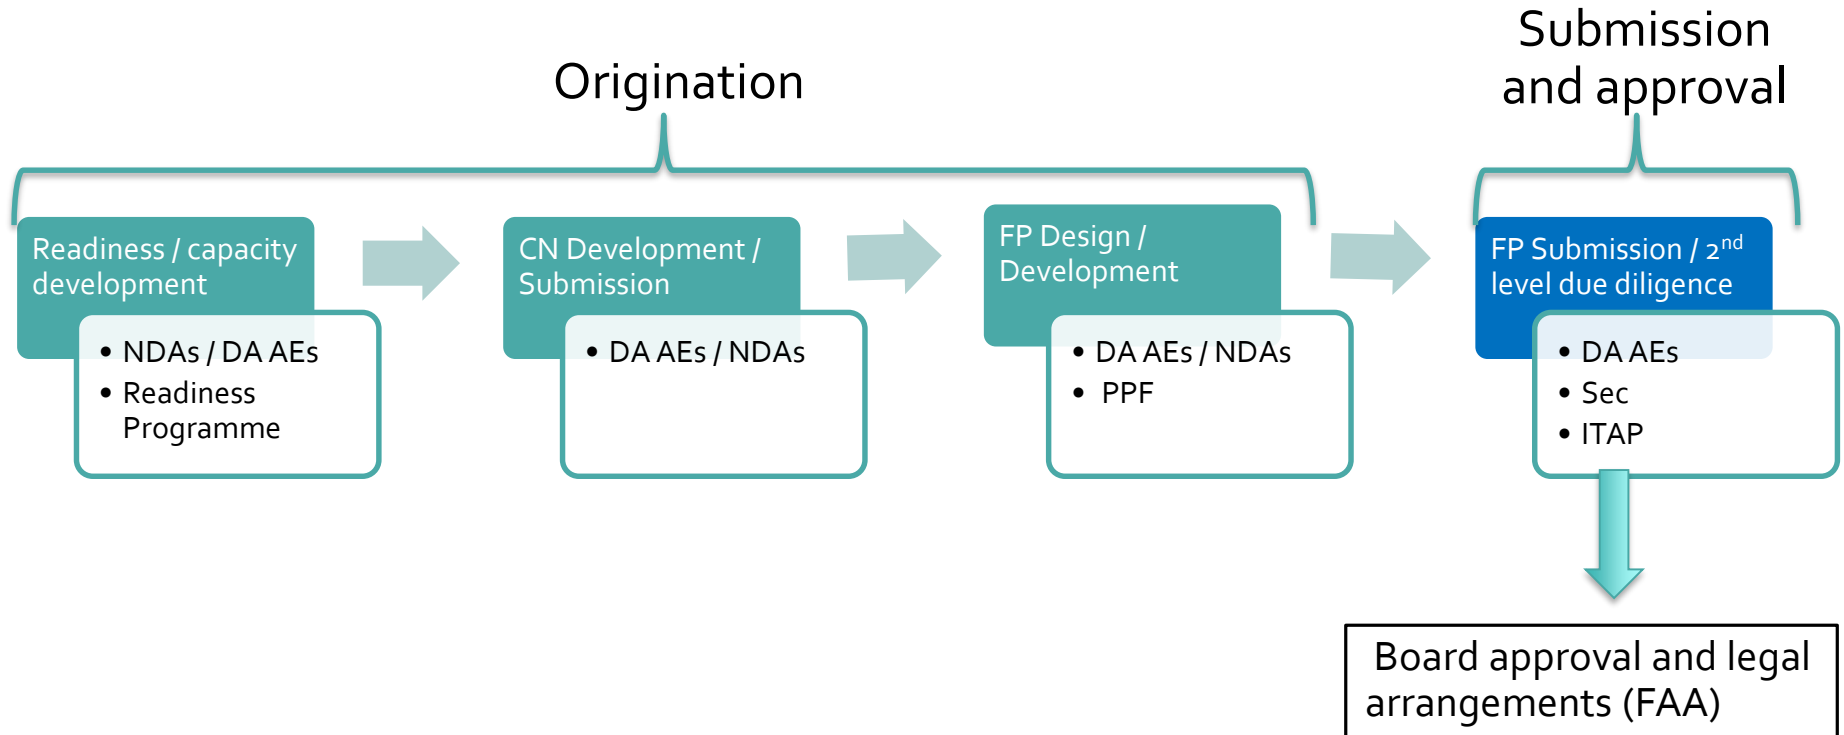 Origination
Submission
and approval
Readiness / capacity
development
• NDAs / DA AEs
• Readiness
Programme
CN Development /
Submission
• DA AEs / NDAs
FP Design /
Development
• DA AEs / NDAs
• PPF
FP Submission / 2nd
level due diligence
• DA AEs
• Sec
• ITAP
Board approval and legal
arrangements (FAA)